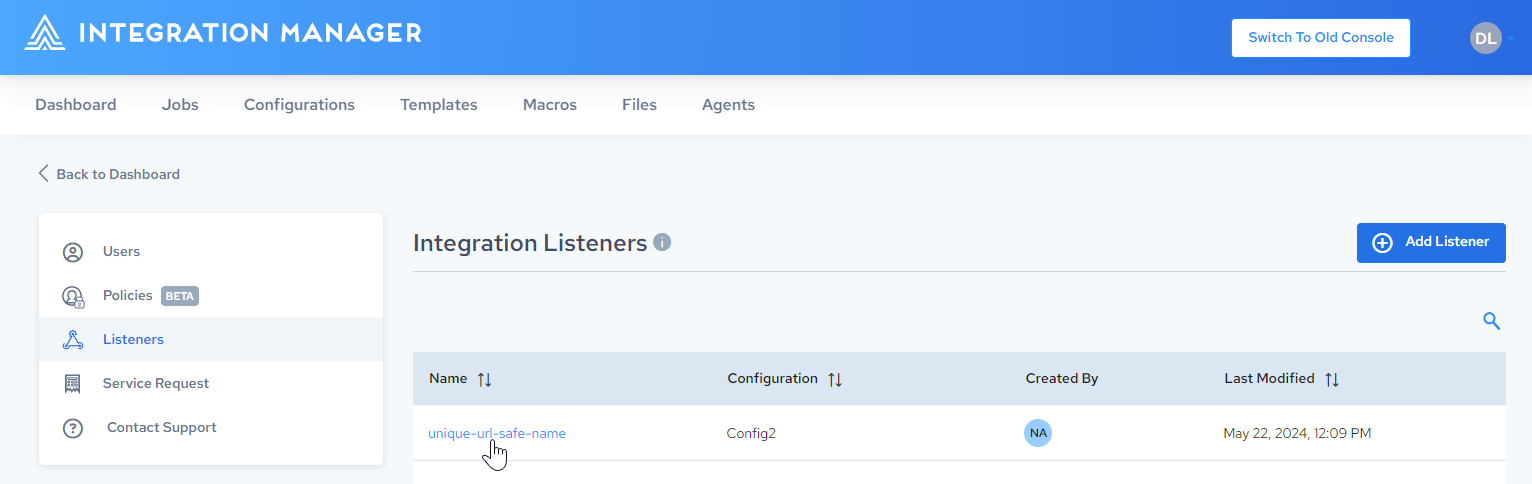 INTEGRATION MANAGER
Switch To Old Console
DL
Dashboard Jobs Configurations Templates Macros Files Agents
Back to Dashboard
Users
Policies BETA
Listeners
Service Request
Contact Support
Integration Listeners
Add Listener
Name Configuration Created By Last Modified
unique-url-safe-name Config2 NA May 22, 2024, 12:09 PM